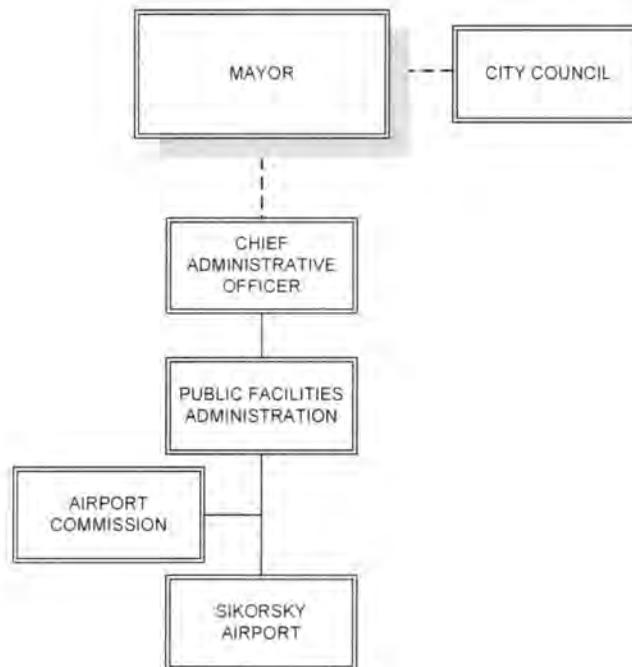 MAYOR
CITY COUNCIL
CHIEF
ADMINISTRATIVE
OFFICER
PUBLIC FACILITIES
ADMINISTRATION
AIRPORT
COMMISSION
SIKORSKY
AIRPORT